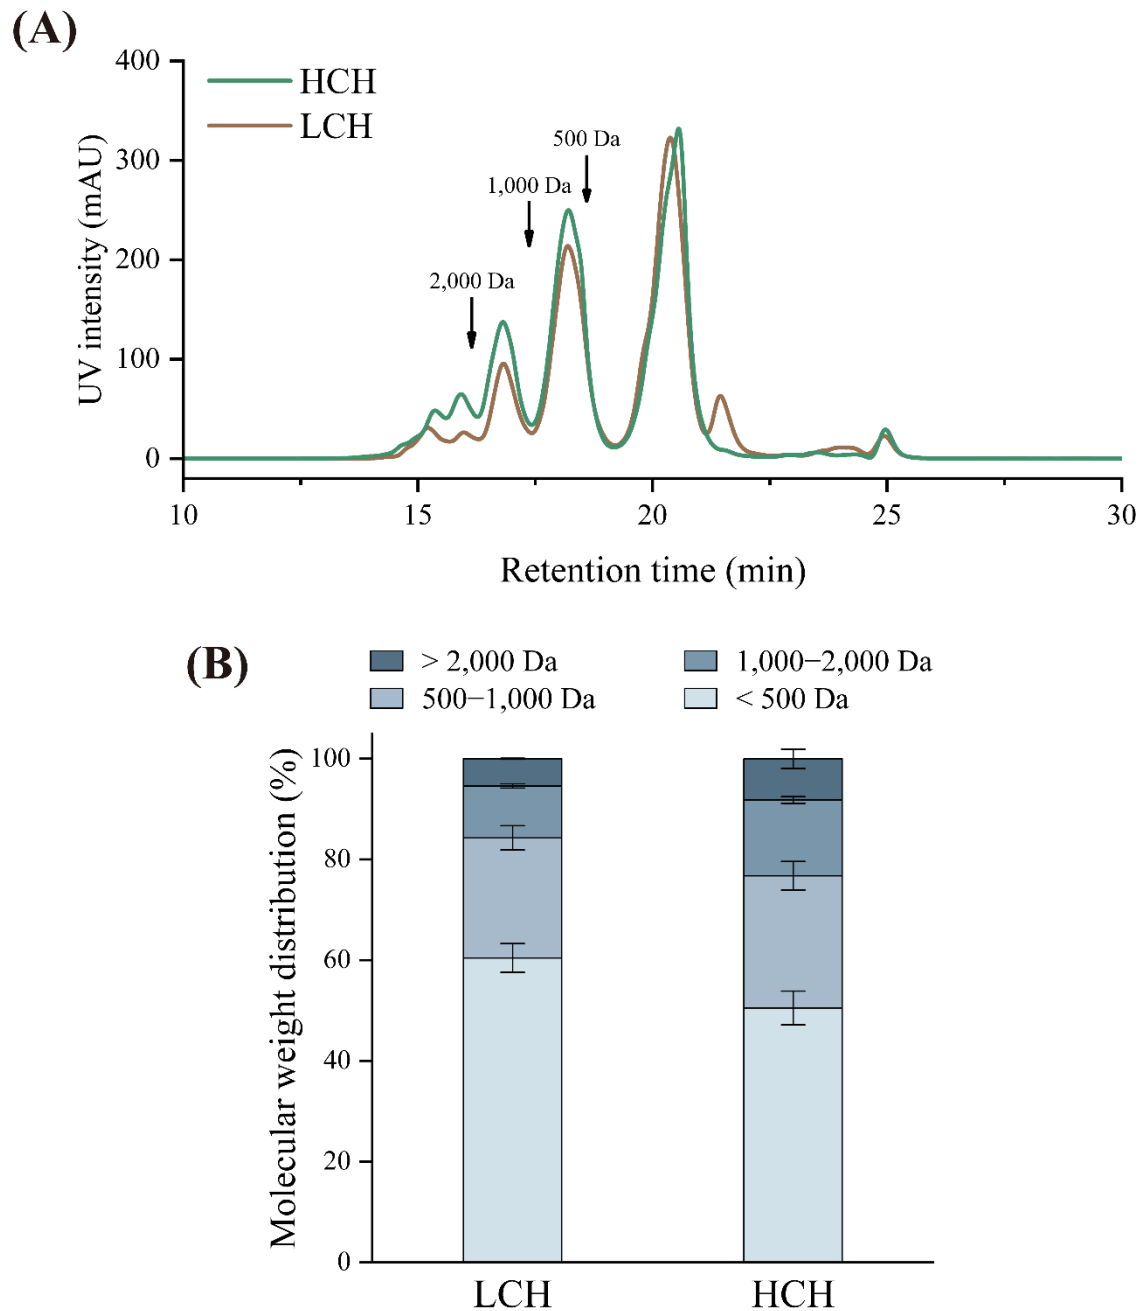 (A)
400
300
200
100
0
UV intensity (mAU)
HCH
LCH
500 Da
1,000 Da
2,000 Da
10
15
20
25
30
Retention time (min)
(B)
> 2,000 Da
1,000−2,000 Da
500−1,000 Da
< 500 Da
Molecular weight distribution (%)
100
80
60
40
20
0
LCH
HCH